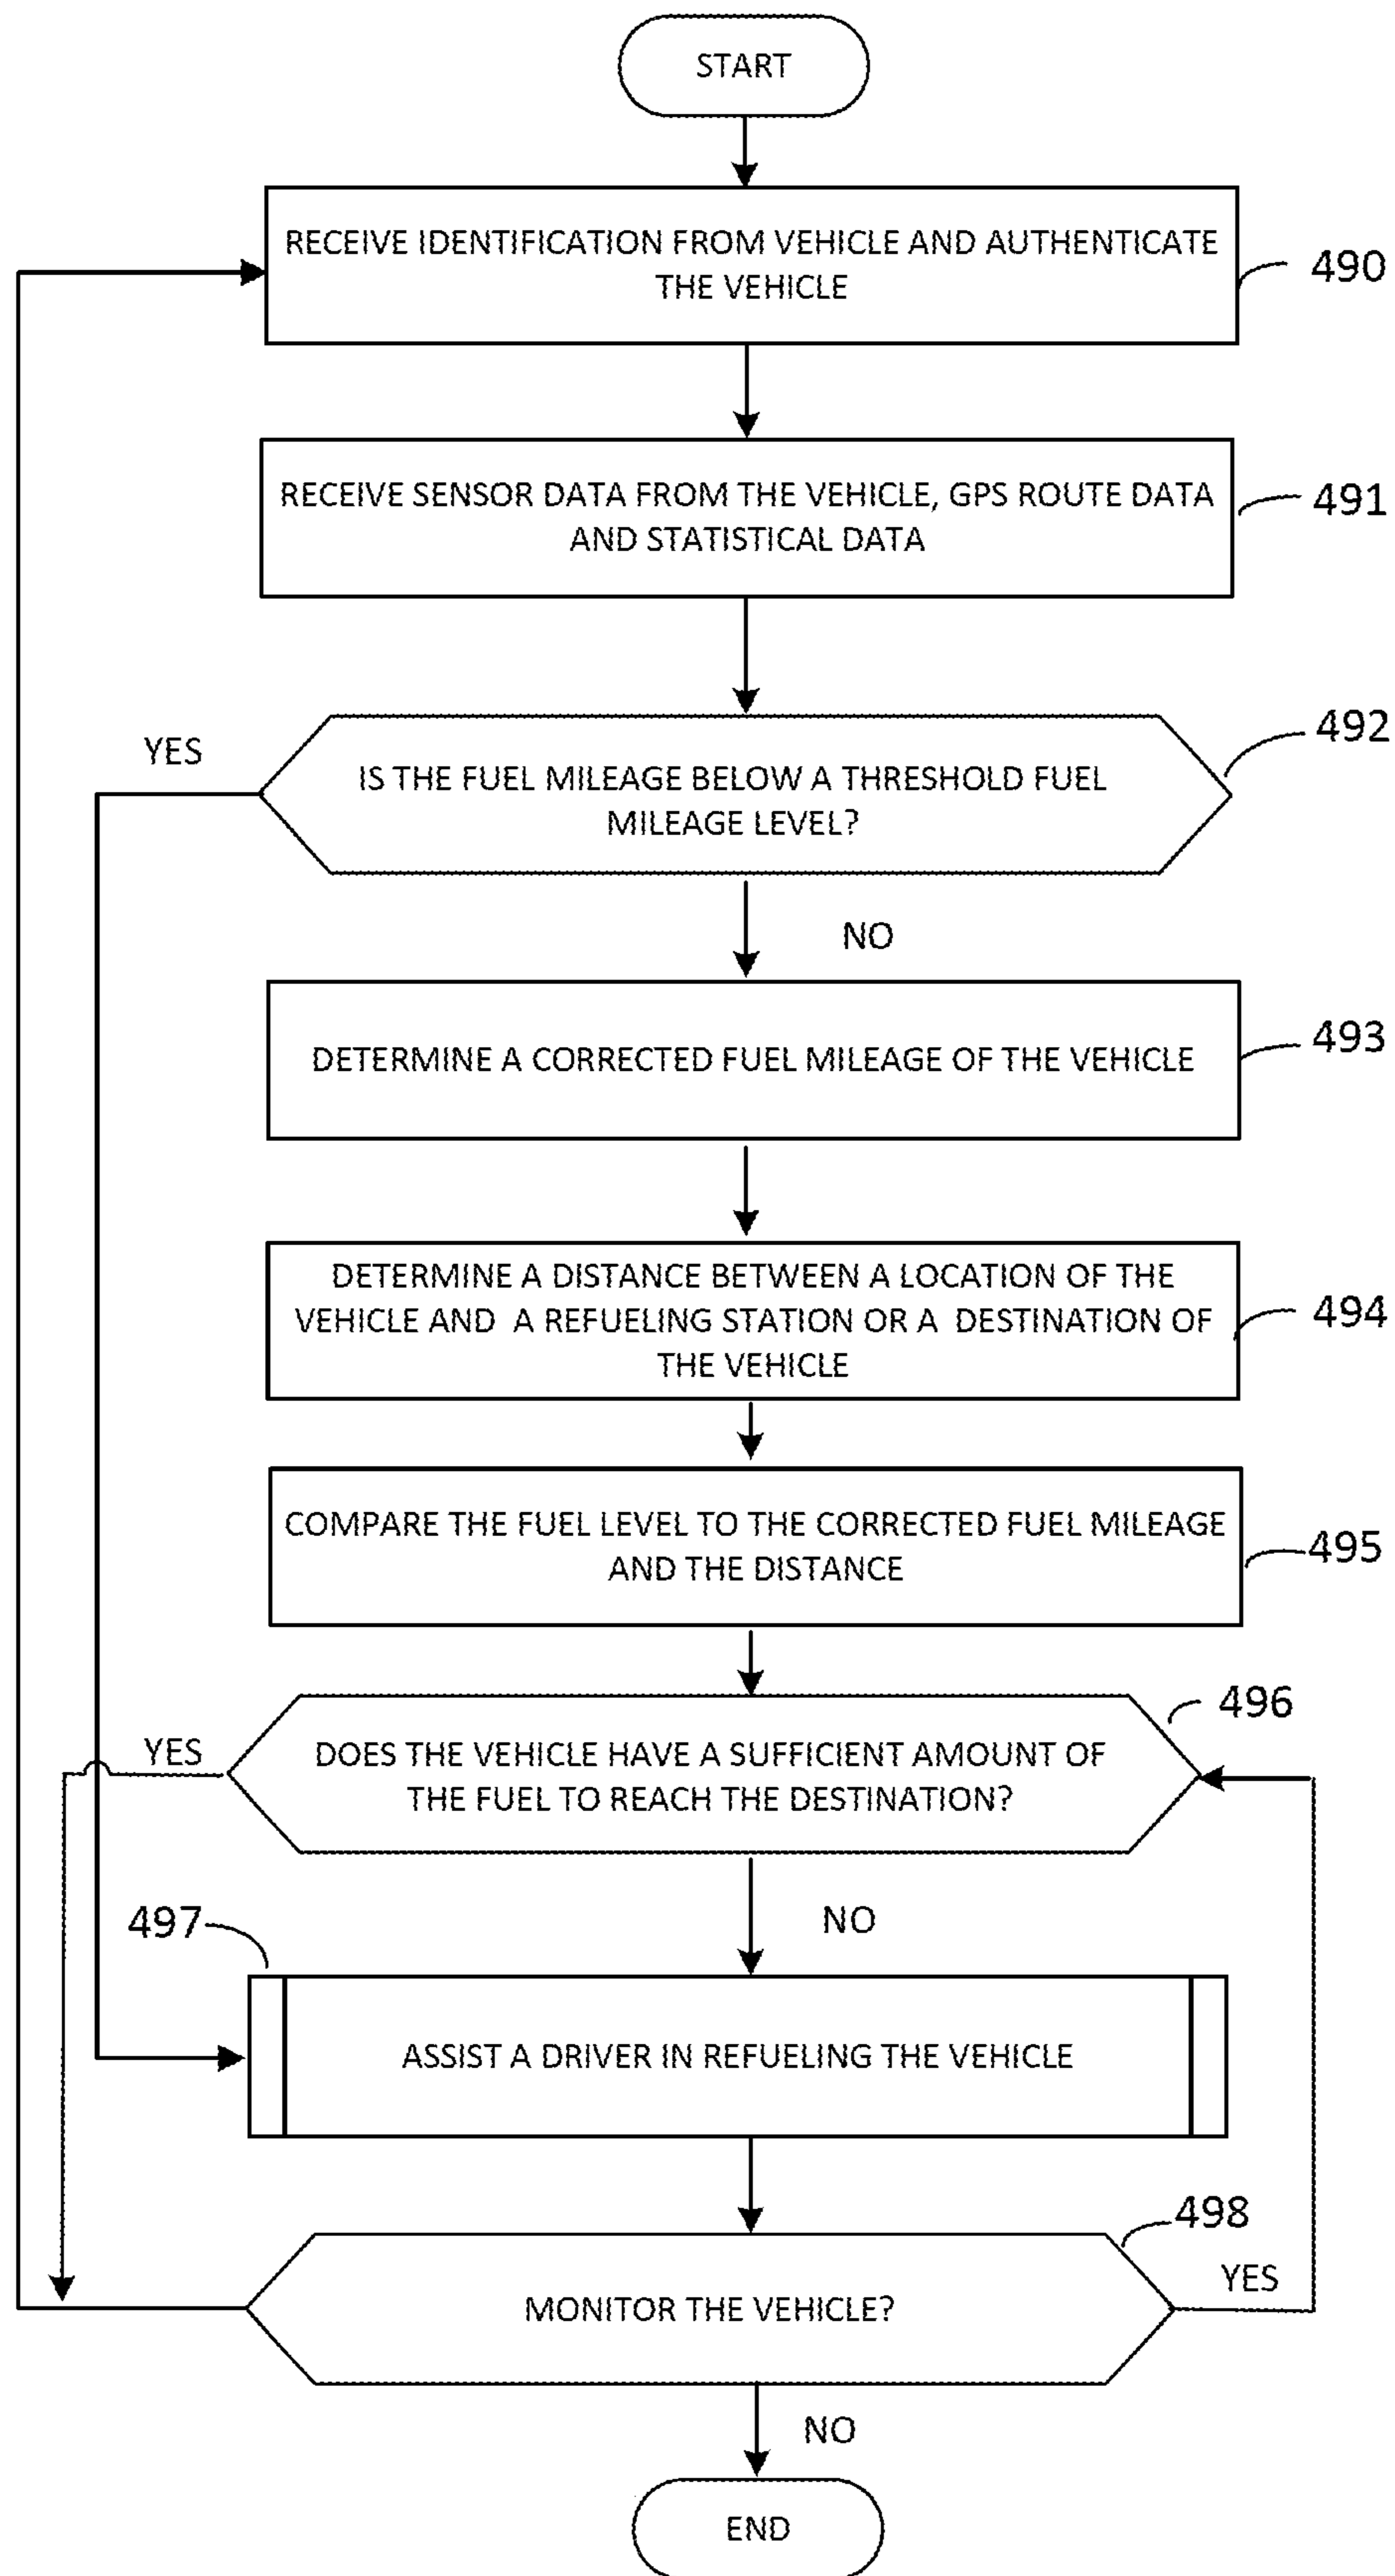 START
RECEIVE IDENTIFICATION FROM VEHICLE AND AUTHENTICATE
THE VEHICLE
490
RECEIVE SENSOR DATA FROM THE VEHICLE, GPS ROUTE DATA
AND STATISTICAL DATA
491
YES
IS THE FUEL MILEAGE BELOW A THRESHOLD FUEL
MILEAGE LEVEL?
492
NO
DETERMINE A CORRECTED FUEL MILEAGE OF THE VEHICLE
493
DETERMINE A DISTANCE BETWEEN A LOCATION OF THE
VEHICLE AND A REFUELING STATION OR A DESTINATION OF
THE VEHICLE
494
COMPARE THE FUEL LEVEL TO THE CORRECTED FUEL MILEAGE
AND THE DISTANCE
495
496
YES
DOES THE VEHICLE HAVE A SUFFICIENT AMOUNT OF
THE FUEL TO REACH THE DESTINATION?
NO
497
ASSIST A DRIVER IN REFUELING THE VEHICLE
498
YES
MONITOR THE VEHICLE?
NO
END